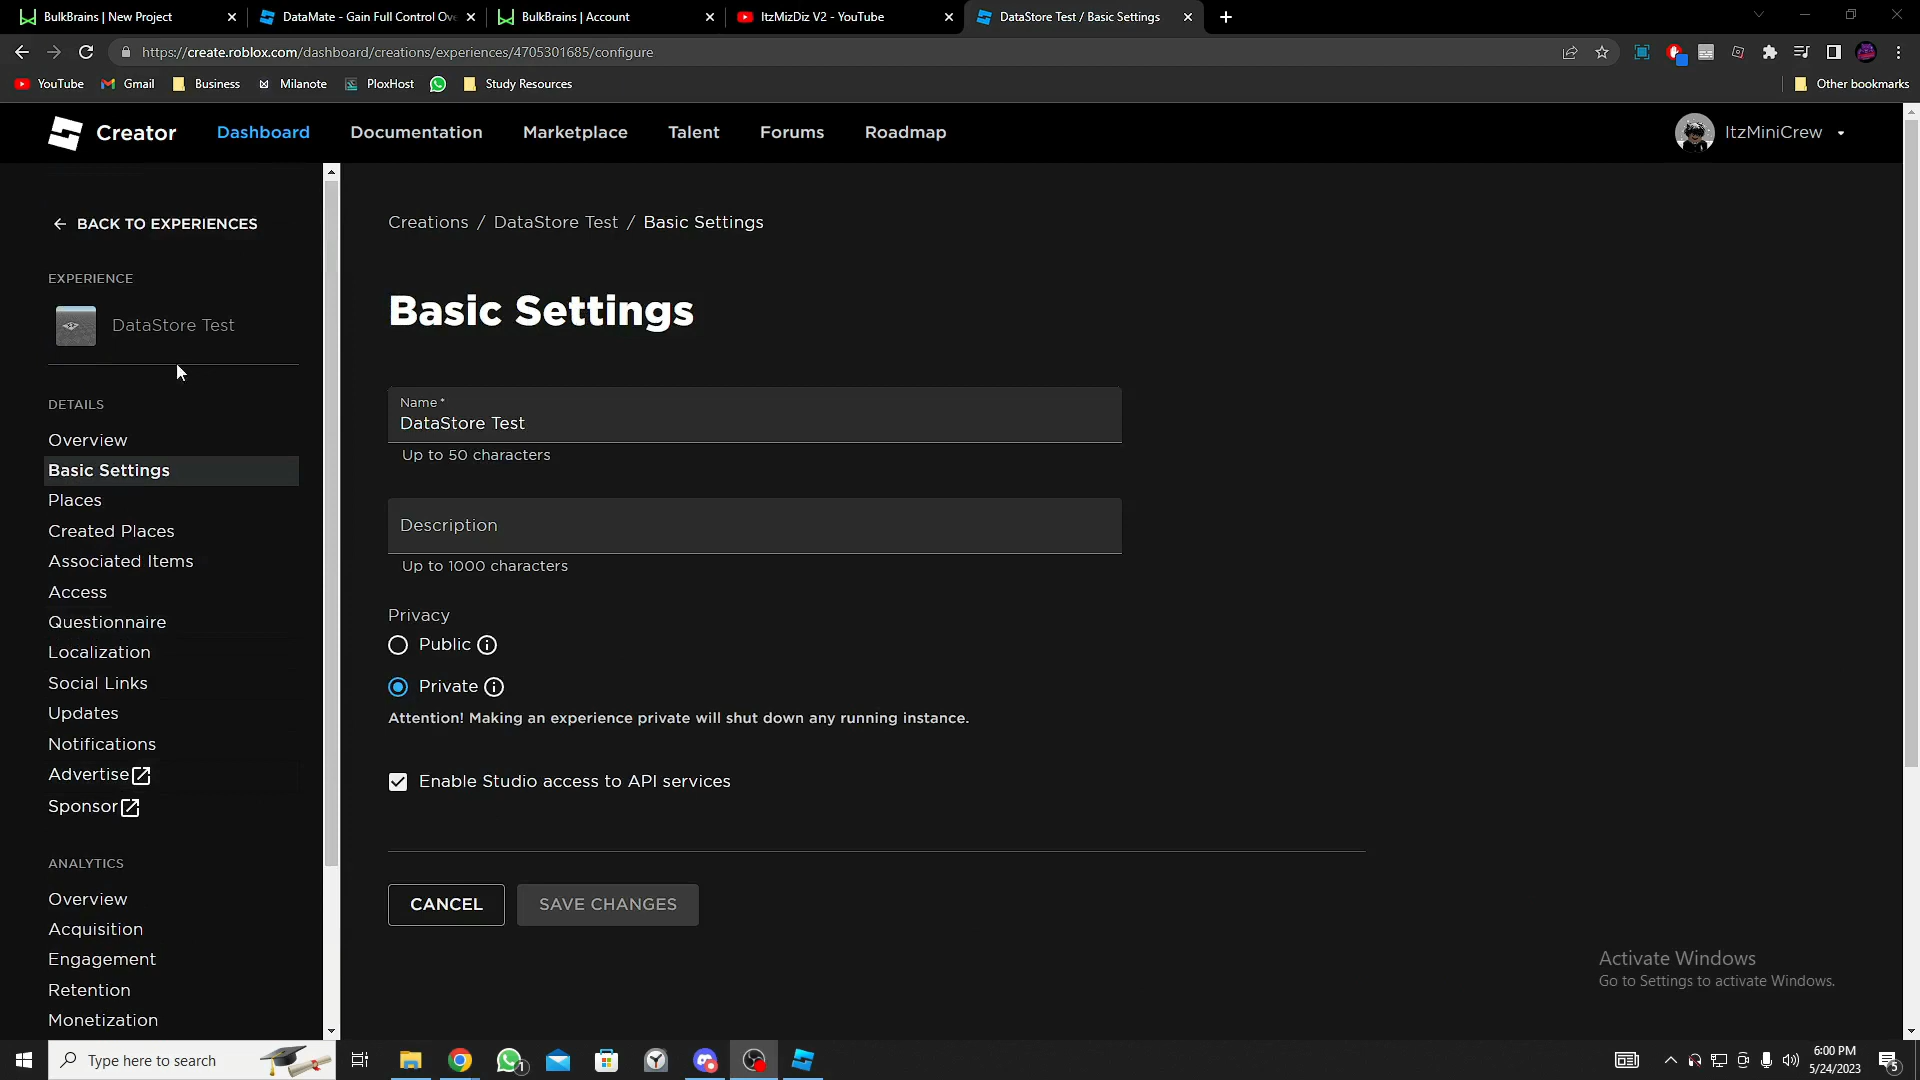 BulkBrains | New Project
DataMate - Gain Full Control Ove
BulkBrains | Account
ItzMizDiz V2 - YouTube
DataStore Test / Basic Settings
https://create.roblox.com/dashboard/creations/experiences/4705301685/configure
YouTube
Gmail
Business
Milanote
PloxHost
Study Resources
Other bookmarks
Creator
Dashboard
Documentation
Marketplace
Talent
Forums
Roadmap
ItzMiniCrew
BACK TO EXPERIENCES
EXPERIENCE
DataStore Test
DETAILS
Overview
Basic Settings
Places
Created Places
Associated Items
Access
Questionnaire
Localization
Social Links
Updates
Notifications
Advertise
Sponsor
ANALYTICS
Overview
Acquisition
Engagement
Retention
Monetization
Creations / DataStore Test / Basic Settings
Basic Settings
Name*
DataStore Test
Up to 50 characters
Description
Up to 1000 characters
Privacy
Public
Private
Attention! Making an experience private will shut down any running instance.
Enable Studio access to API services
CANCEL
SAVE CHANGES
Activate Windows
Go to Settings to activate Windows.
Type here to search
1
6:00 PM
5/24/2023
5